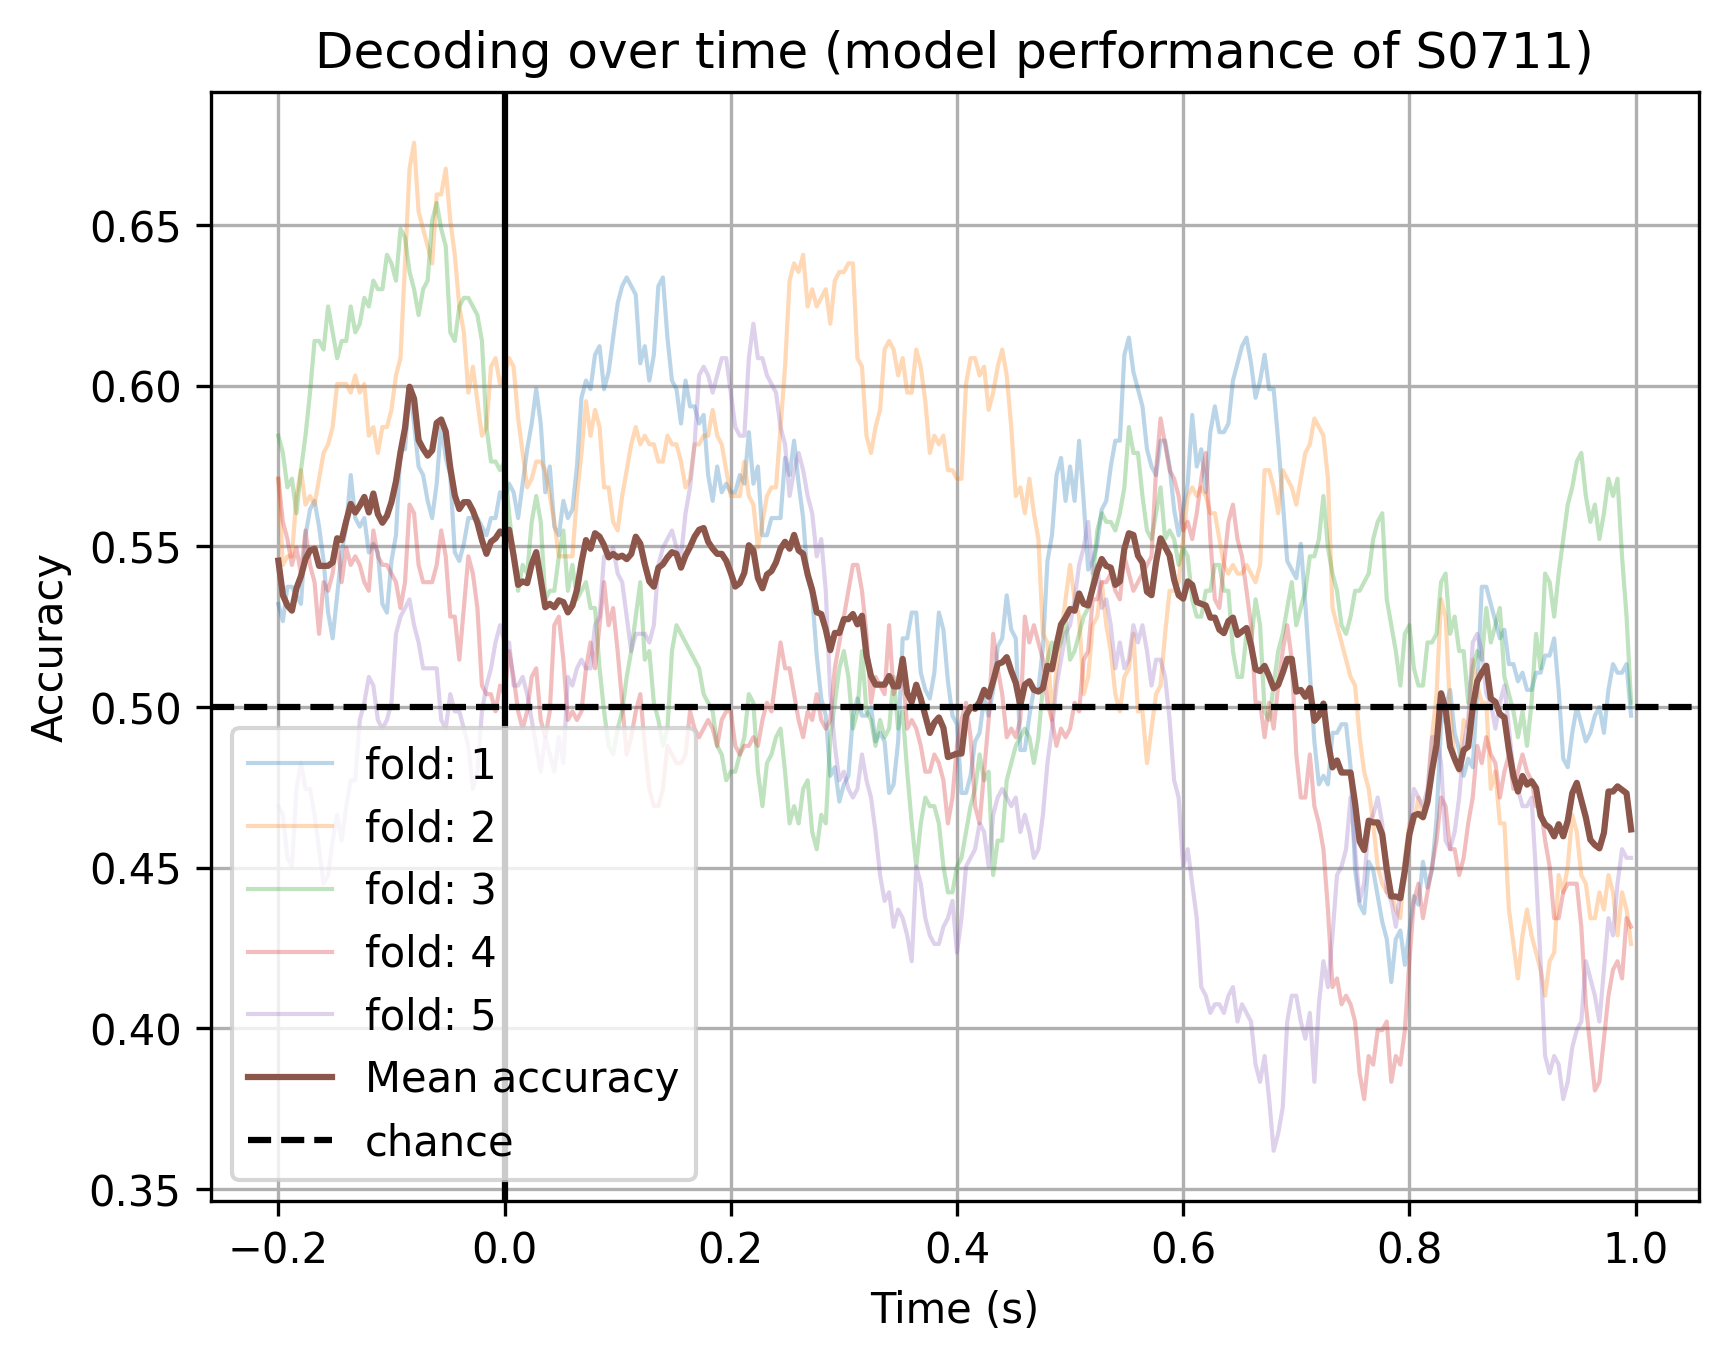 Decoding over time (model performance of S0711)
Accuracy
0.65
0.60
0.55
0.50
0.45
0.40
0.35
fold: 1
fold: 2
fold: 3
fold: 4
fold: 5
Mean accuracy
chance
−0.2 0.0 0.2 0.4 0.6 0.8 1.0
Time (s)